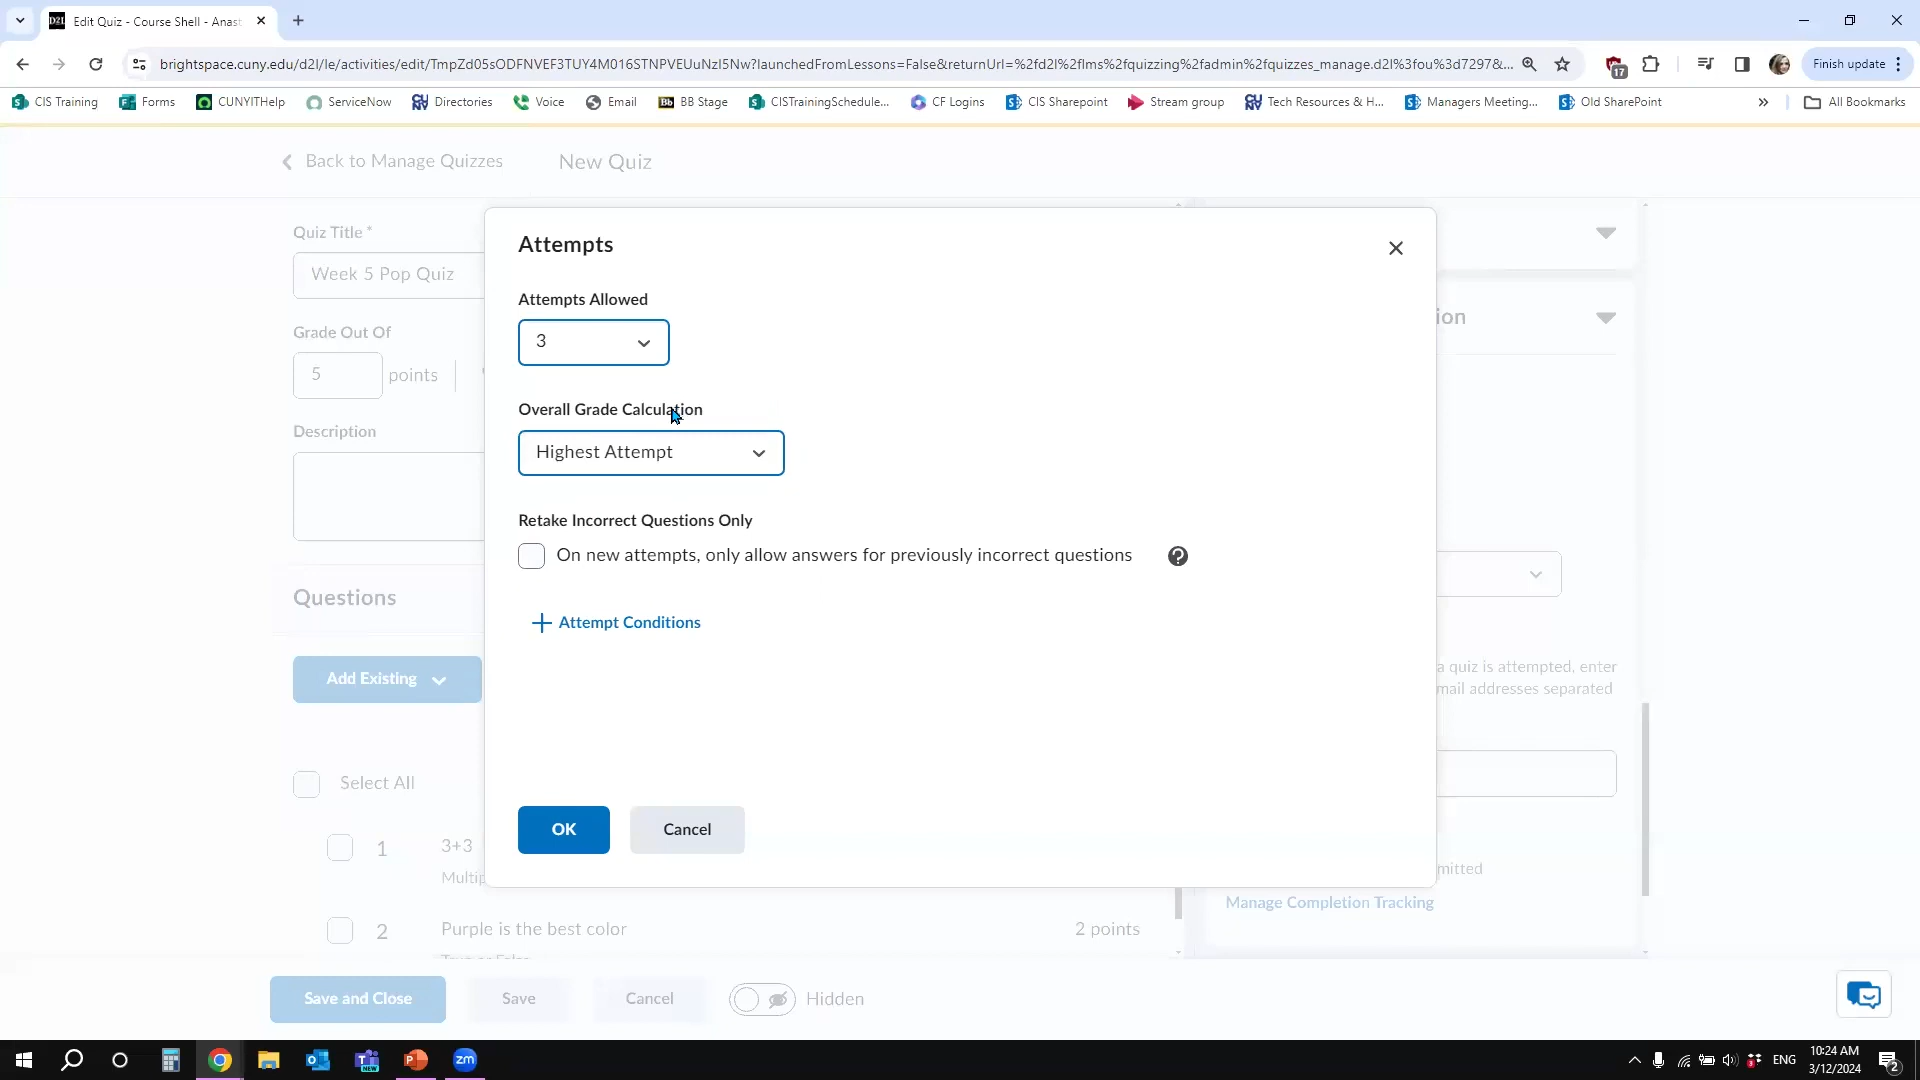 Edit Quiz - Course Shell - Anast
brightspace.cuny.edu/d2l/le/activities/edit/TmpZd05sODFNVEF3TUY4M016STNPVEUuNzI5Nw?launchedFromLessons=False&returnUrl=%2fd2l%2flms%2fquizzing%2fadmin%2fquizzes_manage.d2l%3fou%3d7297&...
17
Finish update
CIS Training
Forms
CUNYITHelp
ServiceNow
Directories
Voice
Email
Bb BB Stage
CISTrainingSchedule...
CF Logins
CIS Sharepoint
Stream group
Tech Resources & H...
Managers Meeting...
Old SharePoint
»
All Bookmarks
Back to Manage Quizzes
New Quiz
Quiz Title *
Week 5 Pop Quiz
Grade Out Of
5 points
Description
Questions
Add Existing
Select All
1 3+3
Multip
2 Purple is the best color
2 points
Attempts
Attempts Allowed
3
Overall Grade Calculation
Highest Attempt
Retake Incorrect Questions Only
On new attempts, only allow answers for previously incorrect questions
+ Attempt Conditions
OK
Cancel
ion
a quiz is attempted, enter
mail addresses separated
mitted
Manage Completion Tracking
Save and Close
Save
Cancel
Hidden
zm
NEW
ENG
10:24 AM
3/12/2024
2